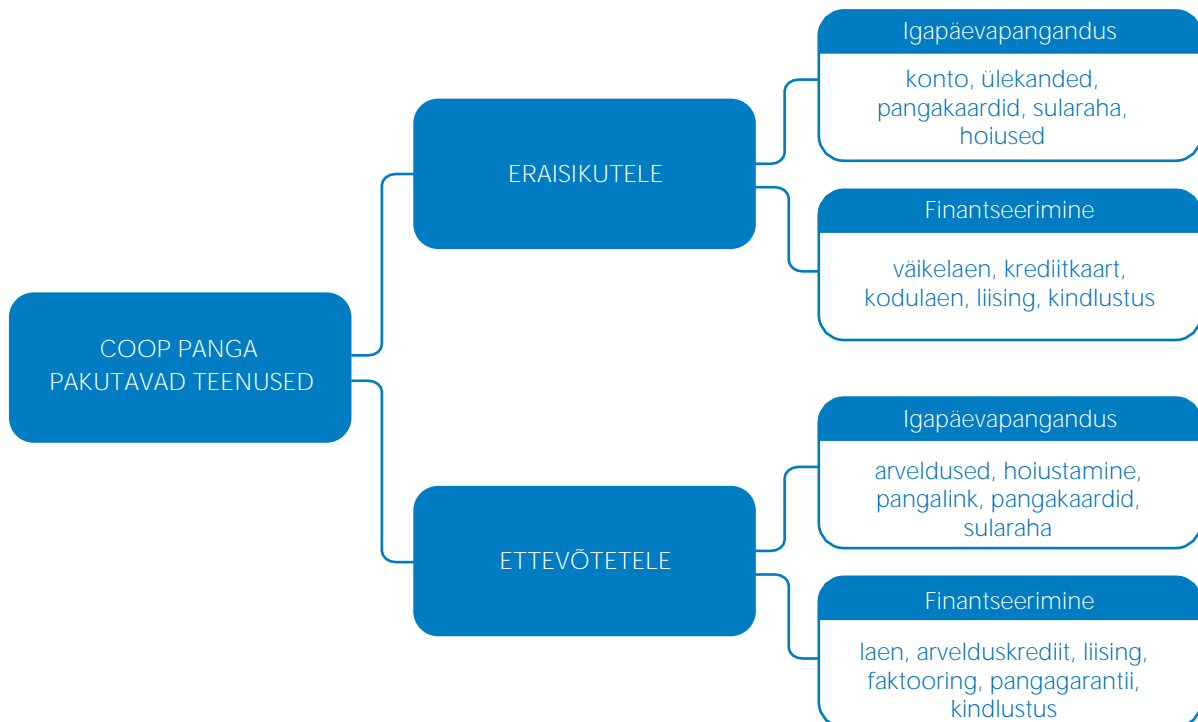 COOP PANGA
PAKUTAVAD TEENUSED
ERAISIKUTELE
Igapäevapangandus
konto, ülekanded,
pangakaardid, sularaha,
hoiused
Finantseerimine
väikelaen, krediitkaart,
kodulaen, liising, kindlustus
ETTEVÕTETELE
Igapäevapangandus
arveldused, hoiustamine,
pangalink, pangakaardid,
sularaha
Finantseerimine
laen, arvelduskrediit, liising,
faktooring, pangagarantii,
kindlustus